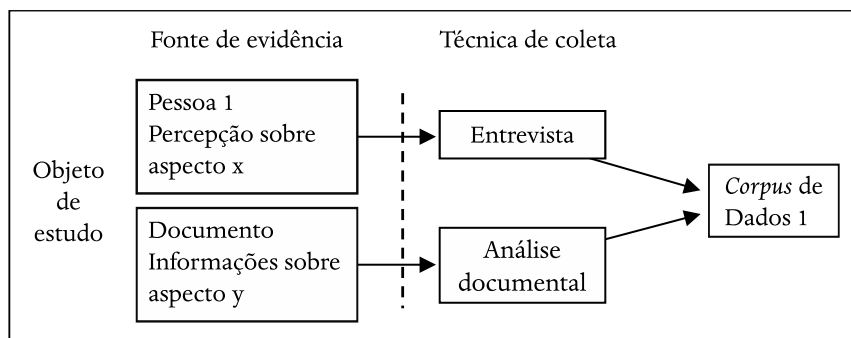 Fonte de evidência
Técnica de coleta
Objeto
de
estudo
Pessoa 1
Percepção sobre
aspecto x
Entrevista
Documento
Informações sobre
aspecto y
Análise
documental
Corpus de
Dados 1